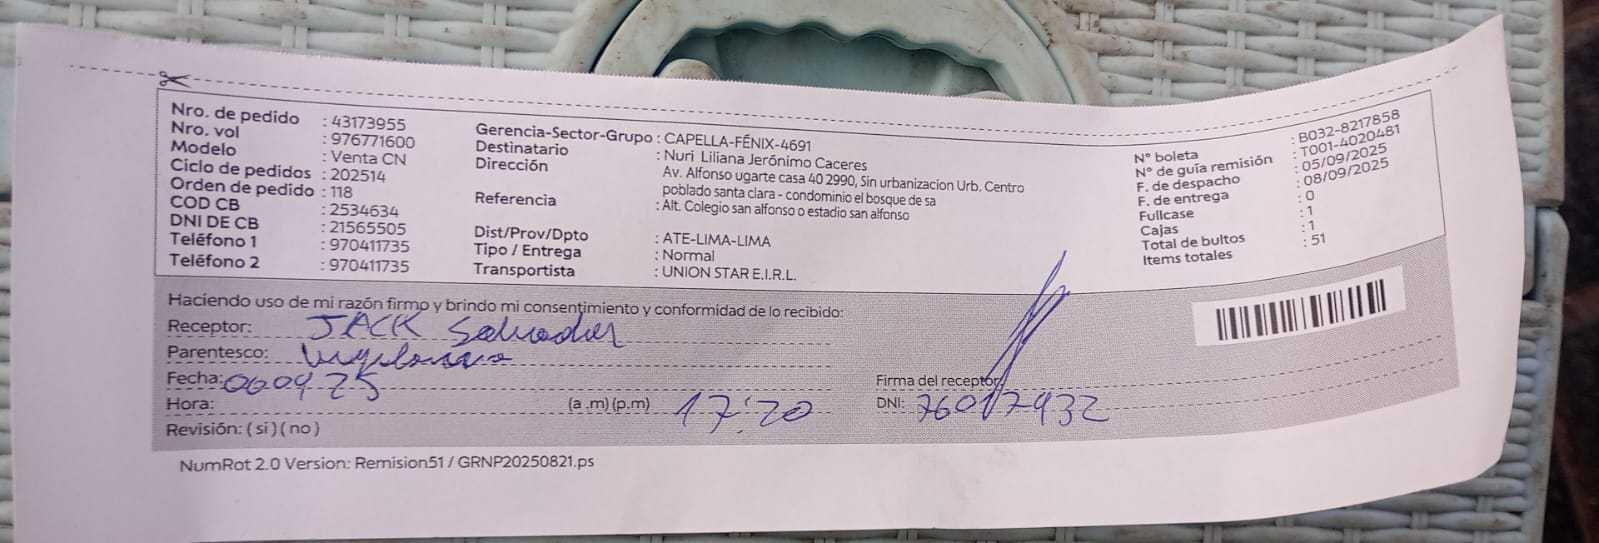 Nro. de pedido : 43173955
Nro. vol : 976771600
Modelo : Venta CN
Ciclo de pedidos : 202514
Orden de pedido : 118
COD CB : 2534634
DNI DE CB : 21565505
Teléfono 1 : 970411735
Teléfono 2 : 970411735
Gerencia-Sector-Grupo : CAPELLA-FÉNIX-4691
Destinatario : Nuri Liliana Jerónimo Caceres
Dirección Av. Alfonso ugarte casa 40 2990, Sin urbanizacion Urb. Centro
poblado santa clara - condominio el bosque de sa
Referencia : Alt. Colegio san alfonso o estadio san alfonso
Dist/Prov/Dpto : ATE-LIMA-LIMA
Tipo / Entrega : Normal
Transportista : UNION STAR E.I.R.L.
N° boleta : B032-8217858
N° de guía remisión : T001-4020481
F. de despacho : 05/09/2025
F. de entrega : 08/09/2025
Fullcase : 0
Cajas : 1
Total de bultos : 1
Items totales : 51
Haciendo uso de mi razón firmo y brindo mi consentimiento y conformidad de lo recibido:
Receptor: JACK Salvador
Parentesco: Vigilancia
Fecha: 060925
Hora: (a .m) (p.m) 17:20
Revisión: ( si ) ( no )
Firma del receptor
DNI: 76017932
NumRot 2.0 Version: Remision51 / GRNP20250821.ps